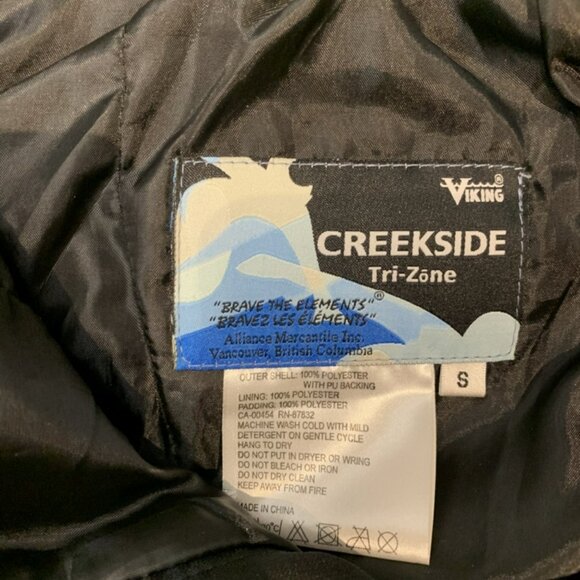 VIKING®
CREEKSIDE
Tri-Zōne®
"BRAVE THE ELEMENTS"
"BRAVEZ LES ÉLÉMENTS"
Alliance Mercantile Inc.
Vancouver, British Columbia
S
OUTER SHELL: 100% POLYESTER
WITH PU BACKING
LINING: 100% POLYESTER
PADDING: 100% POLYESTER
CA-00454 RN-87832
MACHINE WASH COLD WITH MILD
DETERGENT ON GENTLE CYCLE
HANG TO DRY
DO NOT PUT IN DRYER OR WRING
DO NOT BLEACH OR IRON
DO NOT DRY CLEAN
KEEP AWAY FROM FIRE
MADE IN CHINA